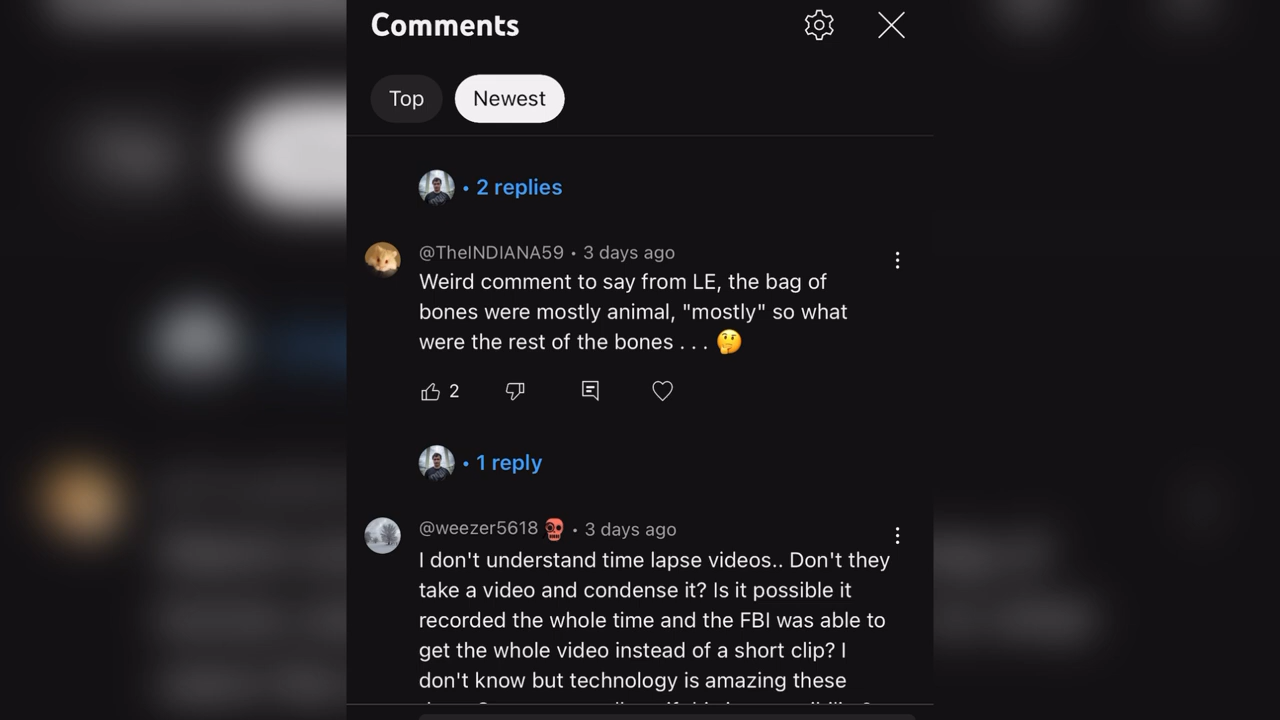 Comments
Top
Newest
• 2 replies
@TheINDIANA59 • 3 days ago
Weird comment to say from LE, the bag of
bones were mostly animal, "mostly" so what
were the rest of the bones . . . 🤔
2
• 1 reply
@weezer5618 • 3 days ago
I don't understand time lapse videos.. Don't they
take a video and condense it? Is it possible it
recorded the whole time and the FBI was able to
get the whole video instead of a short clip? I
don't know but technology is amazing these